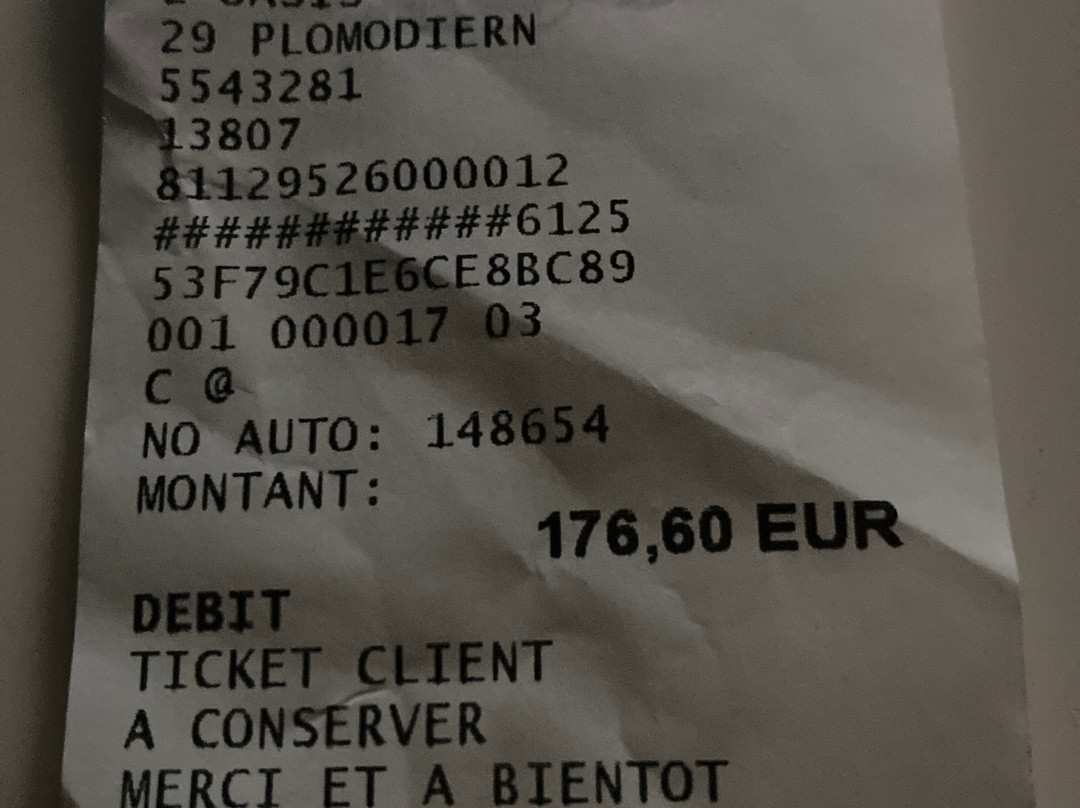 29 PLOMODIERN
5543281
13807
81129526000012
############6125
53F79C1E6CE8BC89
001 000017 03
C @
NO AUTO: 148654
MONTANT:
176,60 EUR
DEBIT
TICKET CLIENT
A CONSERVER
MERCI ET A BIENTOT